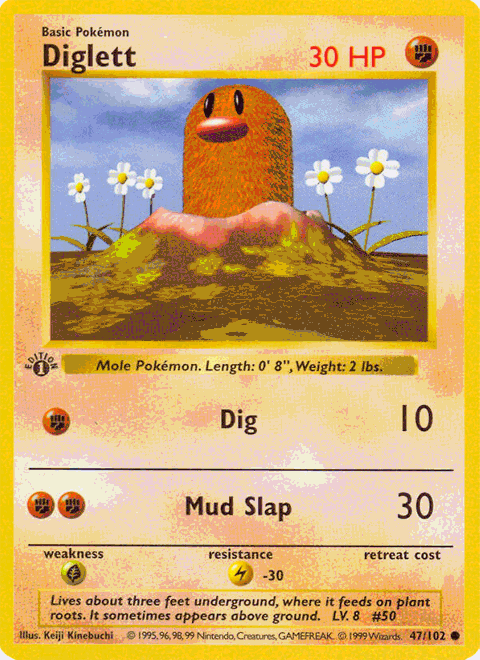 Basic Pokémon
Diglett 30 HP
EDITION
1
Mole Pokémon. Length: 0' 8", Weight: 2 lbs.
Dig 10
Mud Slap 30
weakness resistance retreat cost
-30
Lives about three feet underground, where it feeds on plant
roots. It sometimes appears above ground. LV. 8 #50
Illus. Keiji Kinebuchi © 1995, 96, 98, 99 Nintendo, Creatures, GAMEFREAK. © 1999 Wizards. 47/102